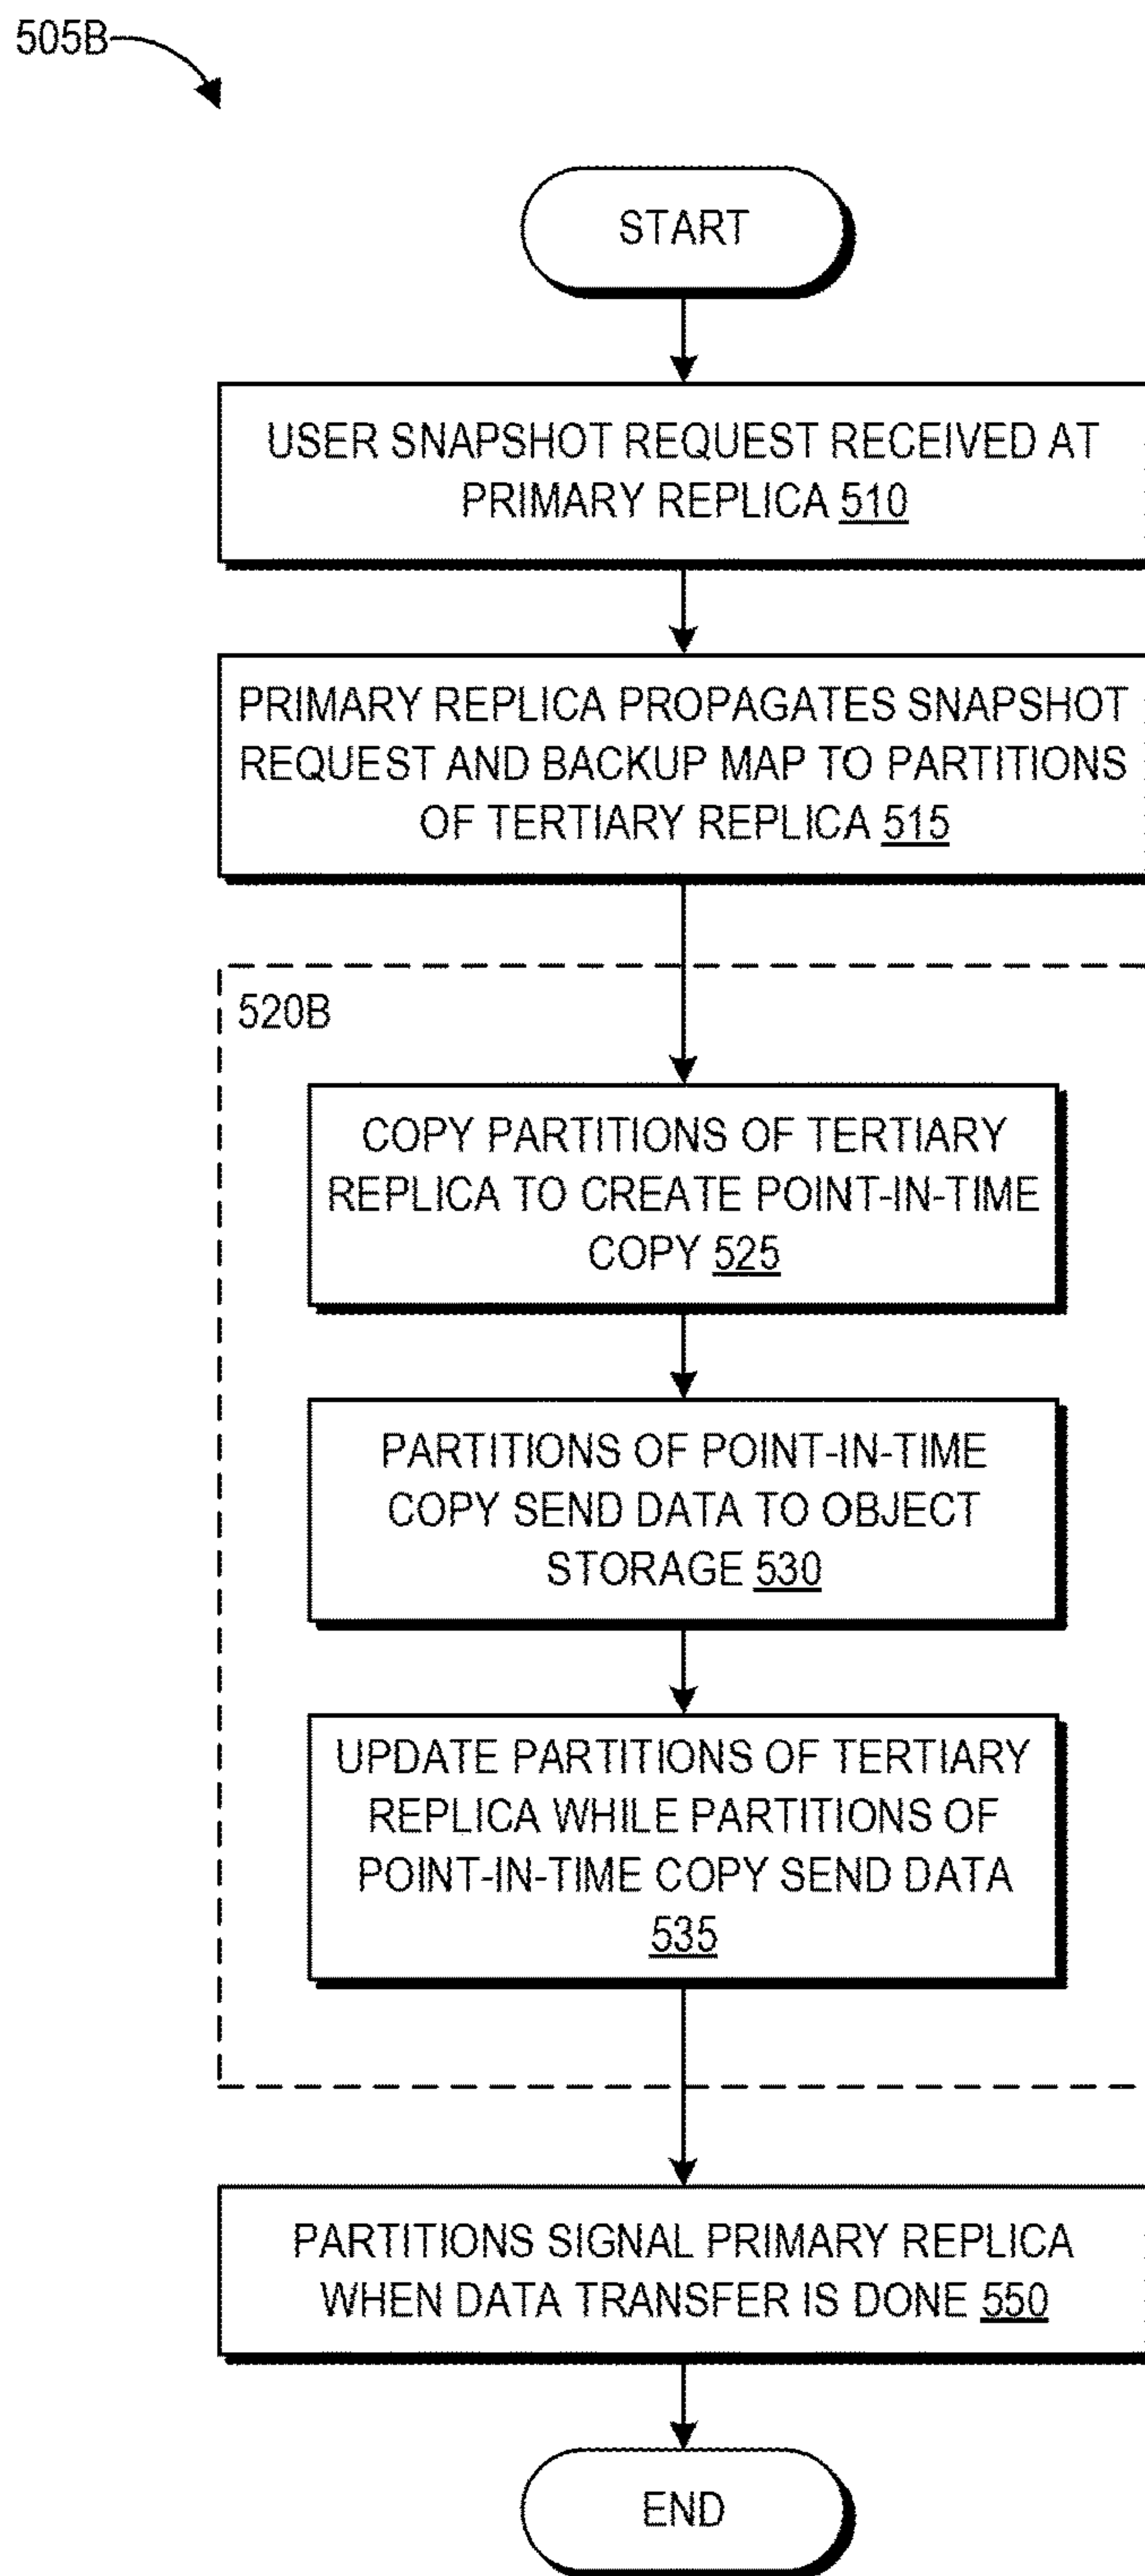 505B
START
USER SNAPSHOT REQUEST RECEIVED AT
PRIMARY REPLICA 510
PRIMARY REPLICA PROPAGATES SNAPSHOT
REQUEST AND BACKUP MAP TO PARTITIONS
OF TERTIARY REPLICA 515
520B
COPY PARTITIONS OF TERTIARY
REPLICA TO CREATE POINT-IN-TIME
COPY 525
PARTITIONS OF POINT-IN-TIME
COPY SEND DATA TO OBJECT
STORAGE 530
UPDATE PARTITIONS OF TERTIARY
REPLICA WHILE PARTITIONS OF
POINT-IN-TIME COPY SEND DATA
535
PARTITIONS SIGNAL PRIMARY REPLICA
WHEN DATA TRANSFER IS DONE 550
END